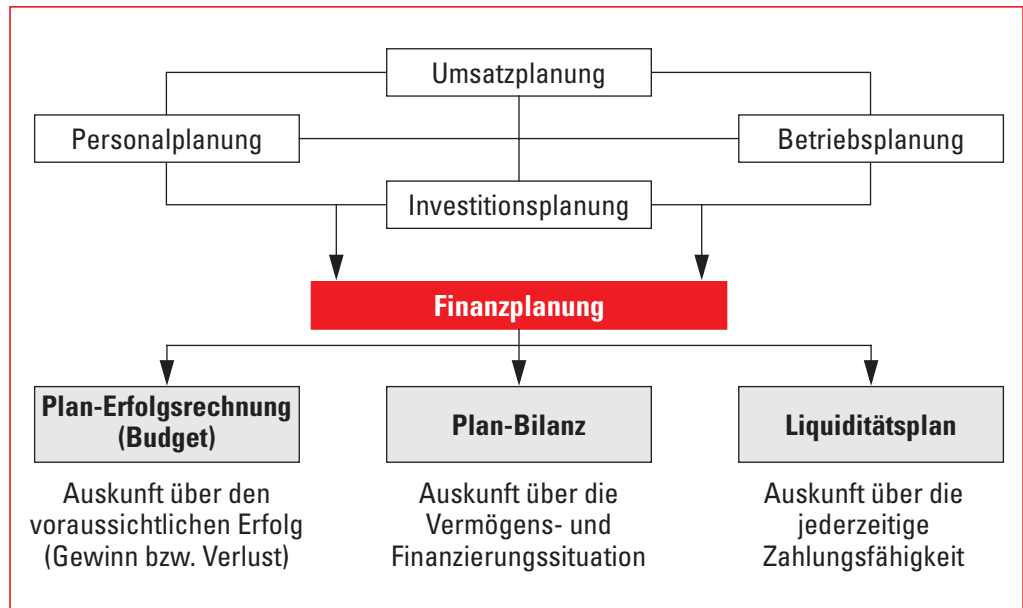 Umsatzplanung
Personalplanung
Betriebsplanung
Investitionsplanung
Finanzplanung
Plan-Erfolgsrechnung
(Budget)
Plan-Bilanz
Liquiditätsplan
Auskunft über den
voraussichtlichen Erfolg
(Gewinn bzw. Verlust)
Auskunft über die
Vermögens- und
Finanzierungssituation
Auskunft über die
jederzeitige
Zahlungsfähigkeit